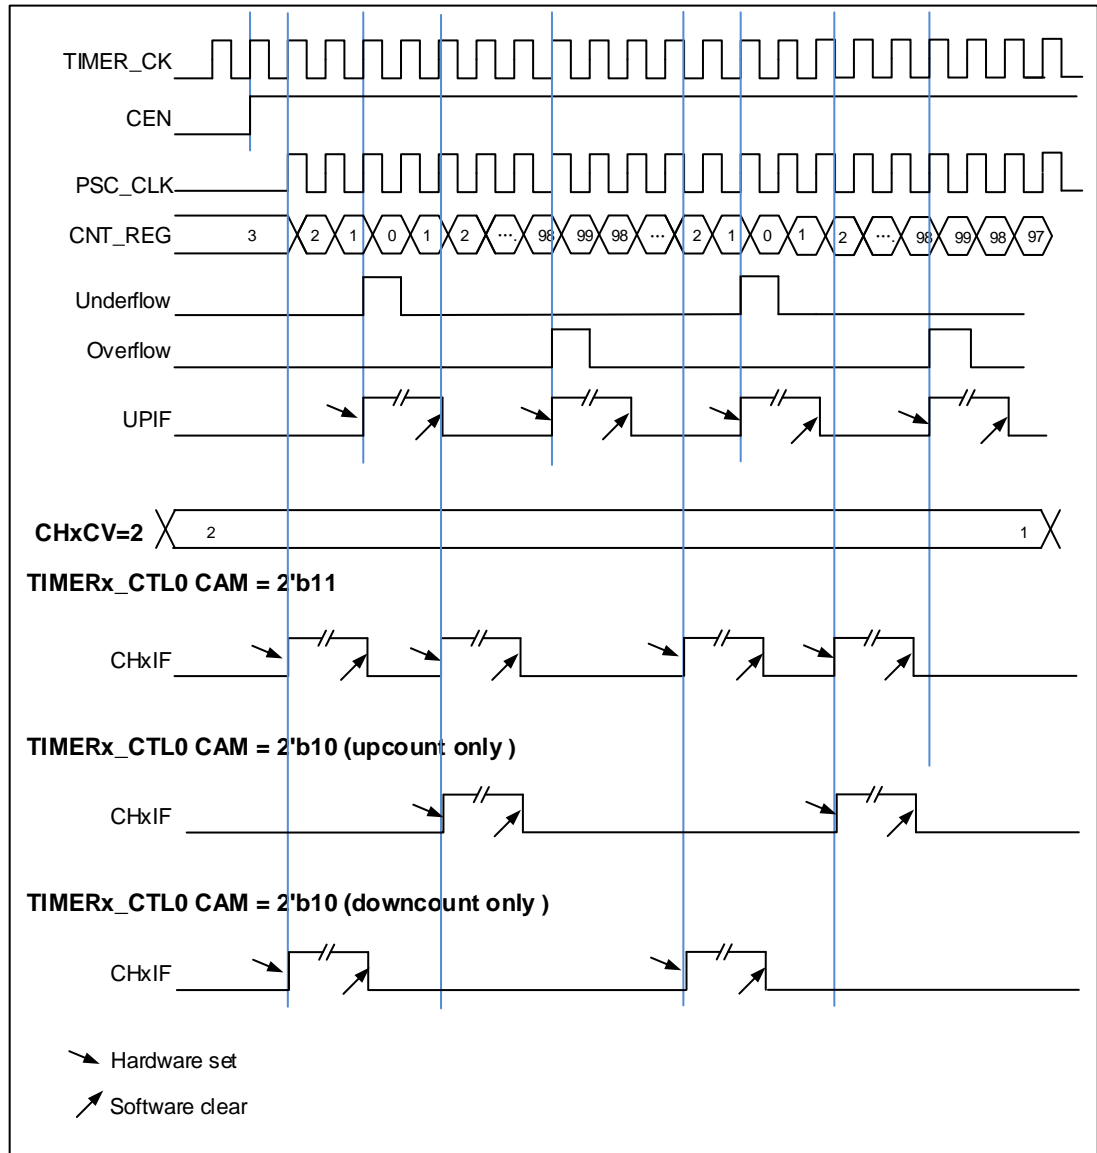 TIMER_CK
CEN
PSC_CLK
CNT_REG 3 2 1 0 1 2 ···. 98 99 98 ··· 2 1 0 1 2 ···. 98 99 98 97
Underflow
Overflow
UPIF
CHxCV=2 2 1
TIMERx_CTL0 CAM = 2'b11
CHxIF
TIMERx_CTL0 CAM = 2'b10 (upcount only )
CHxIF
TIMERx_CTL0 CAM = 2'b10 (downcount only )
CHxIF
Hardware set
Software clear